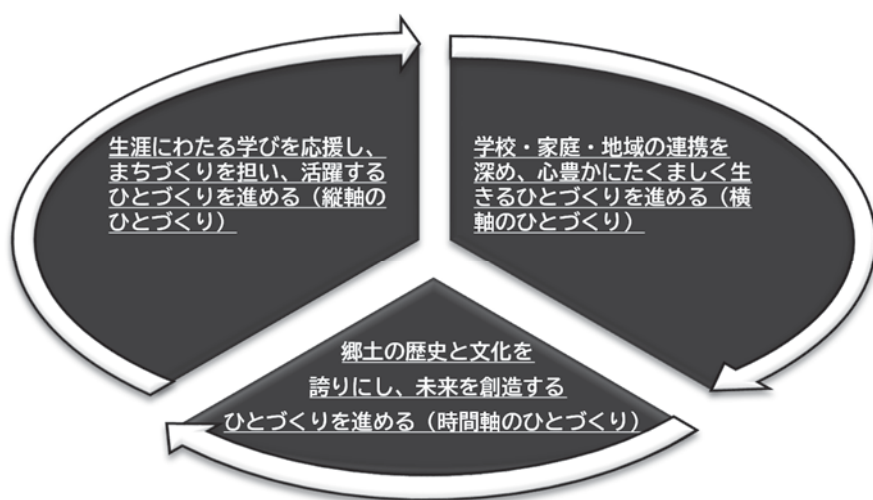 生涯にわたる学びを応援し、
まちづくりを担い、活躍する
ひとづくりを進める（縦軸の
ひとづくり）
学校・家庭・地域の連携を
深め、心豊かにたくましく生
きるひとづくりを進める（横
軸のひとづくり）
郷土の歴史と文化を
誇りにし、未来を創造する
ひとづくりを進める（時間軸のひとづくり）